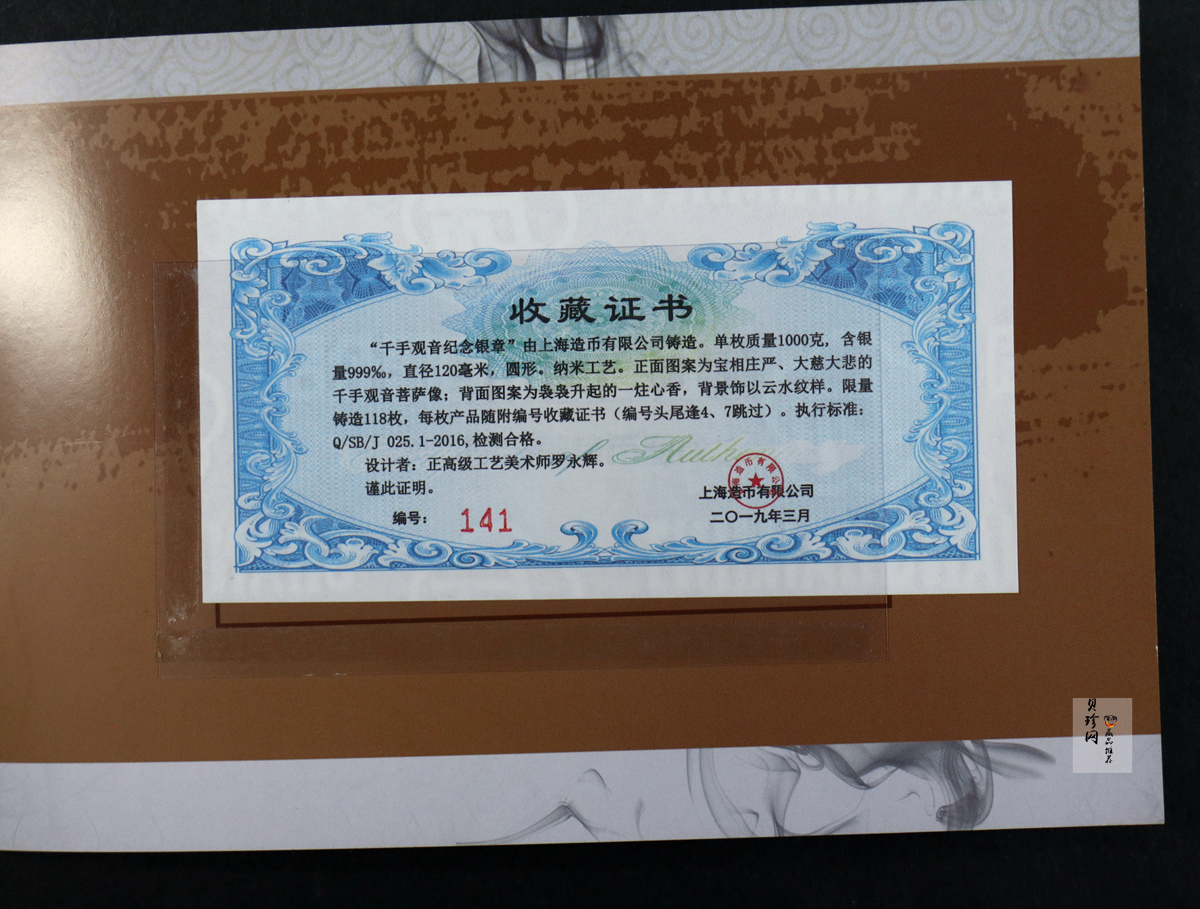 收藏证书
“千手观音纪念银章”由上海造币有限公司铸造。单枚质量1000克，含银
量999‰，直径120毫米，圆形。纳米工艺。正面图案为宝相庄严、大慈大悲的
千手观音菩萨像；背面图案为袅袅升起的一炷心香，背景饰以云水纹样。限量
铸造118枚，每枚产品随附编号收藏证书（编号头尾逢4、7跳过）。执行标准：
Q/SB/J 025.1-2016,检测合格。
设计者：正高级工艺美术师罗永辉。
谨此证明。
上海造币有限公司
编号： 141
二〇一九年三月
贝珍网
藏品推荐